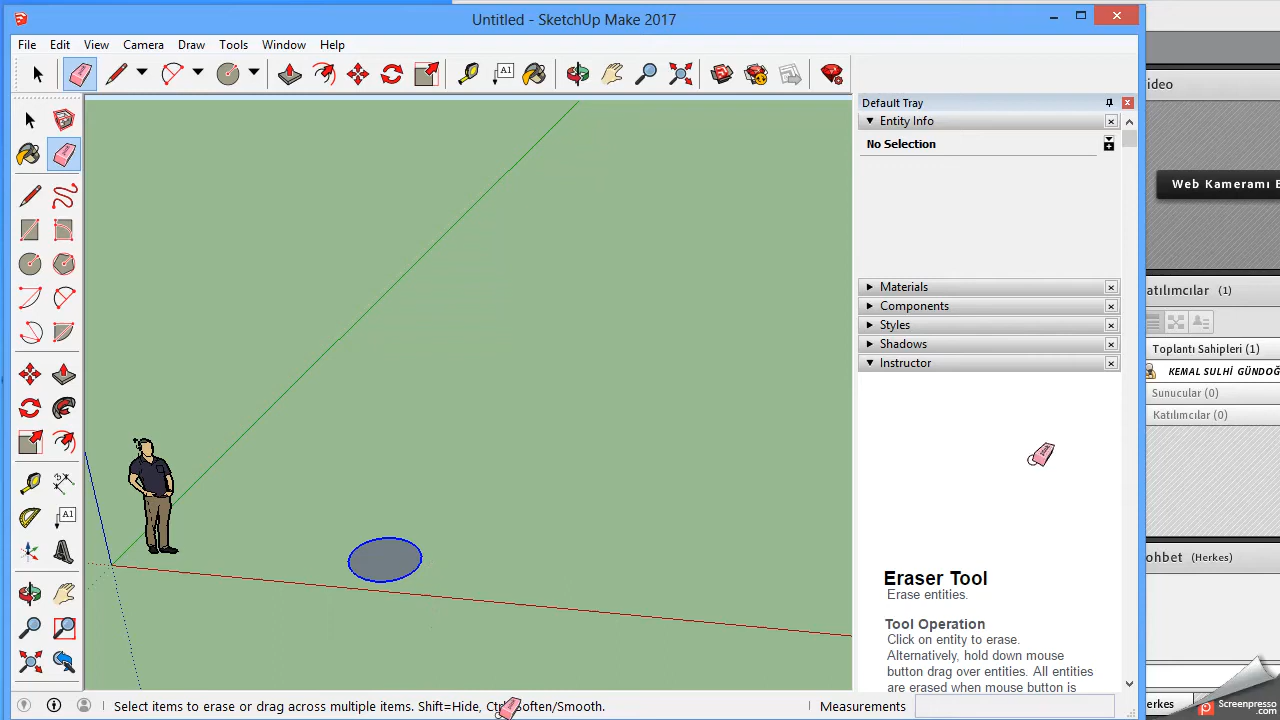 Untitled - SketchUp Make 2017
File Edit View Camera Draw Tools Window Help
A1
Default Tray
Entity Info
No Selection
Materials
Components
Styles
Shadows
Instructor
A1
Eraser Tool
Erase entities.
Tool Operation
Click on entity to erase.
Alternatively, hold down mouse
button drag over entities. All entities
are erased when mouse button is
Select items to erase or drag across multiple items. Shift=Hide, Ctr Soften/Smooth.
Measurements
ideo
Web Kameramı E
atılımcılar (1)
Toplantı Sahipleri (1)
KEMAL SULHİ GÜNDOĞ
Sunucular (0)
Katılımcılar (0)
ohbet (Herkes)
erkes
Screenpresso
.com